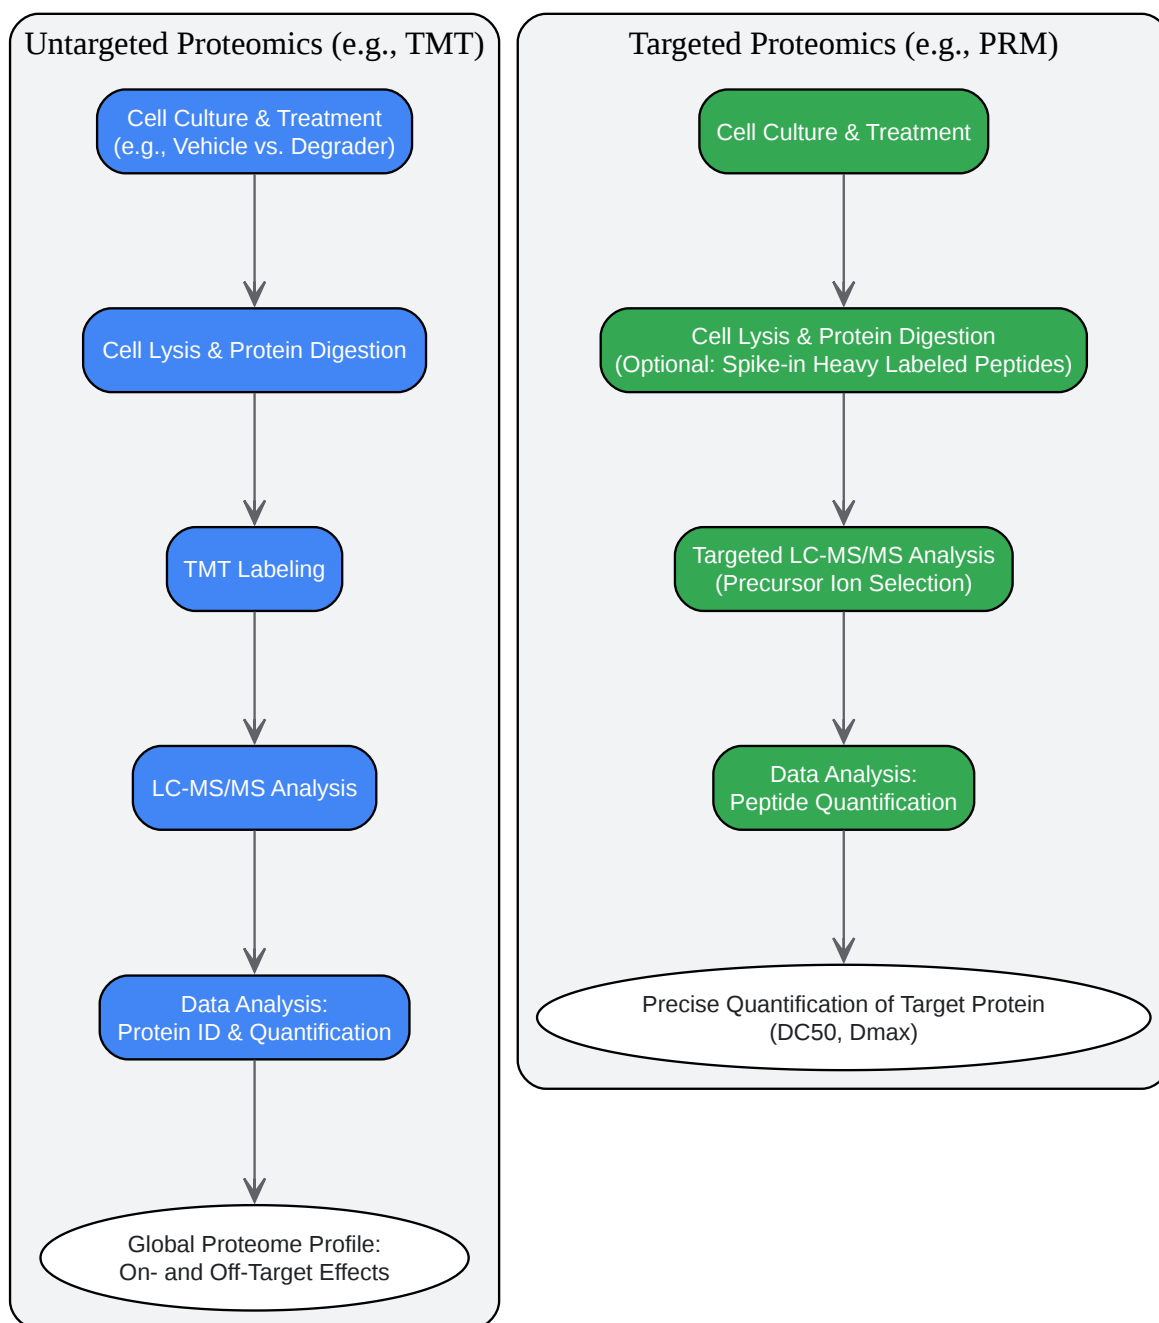 Untargeted Proteomics (e.g., TMT)
Cell Culture & Treatment
(e.g., Vehicle vs. Degrader)
Cell Lysis & Protein Digestion
TMT Labeling
LC-MS/MS Analysis
Data Analysis:
Protein ID & Quantification
Global Proteome Profile:
On- and Off-Target Effects
Targeted Proteomics (e.g., PRM)
Cell Culture & Treatment
Cell Lysis & Protein Digestion
(Optional: Spike-in Heavy Labeled Peptides)
Targeted LC-MS/MS Analysis
(Precursor Ion Selection)
Data Analysis:
Peptide Quantification
Precise Quantification of Target Protein
(DC50, Dmax)